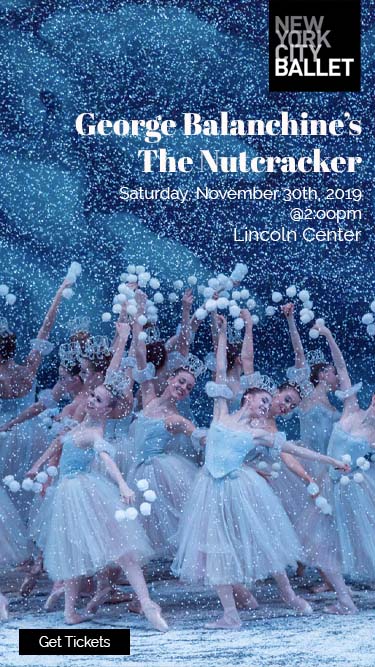 NEW
YORK
CITY
BALLET
George Balanchine's
The Nutcracker
Saturday, November 30th, 2019
@2:00pm
Lincoln Center
Get Tickets